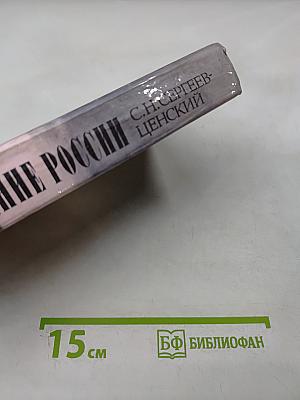 С.Н.СЕРГЕЕВ-
ЦЕНСКИЙ
НИЕ РОССИИ
15 см
БФ БИБЛИОФАН